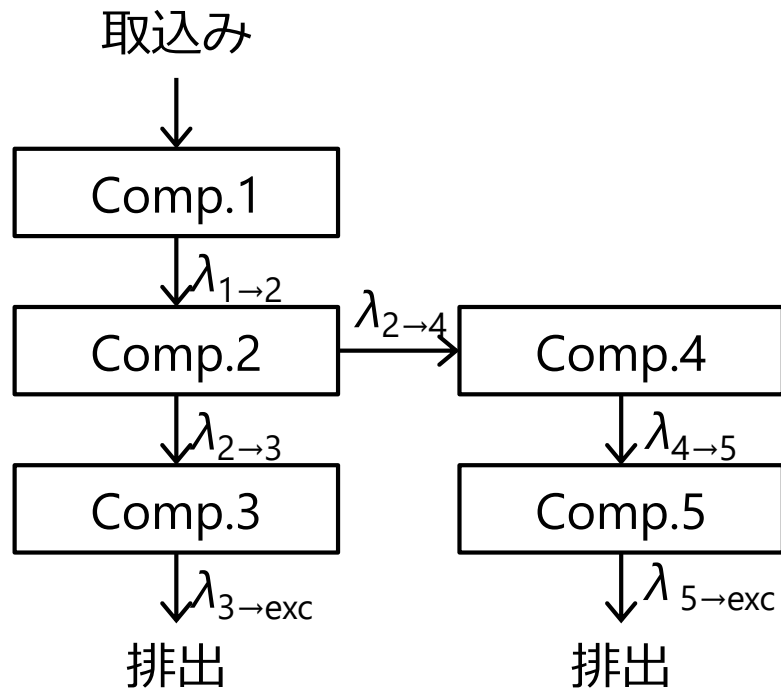 取込み
Comp.1
λ1→2
λ2→4
Comp.2
Comp.4
λ2→3
λ4→5
Comp.3
Comp.5
λ3→exc
λ 5→exc
排出
排出